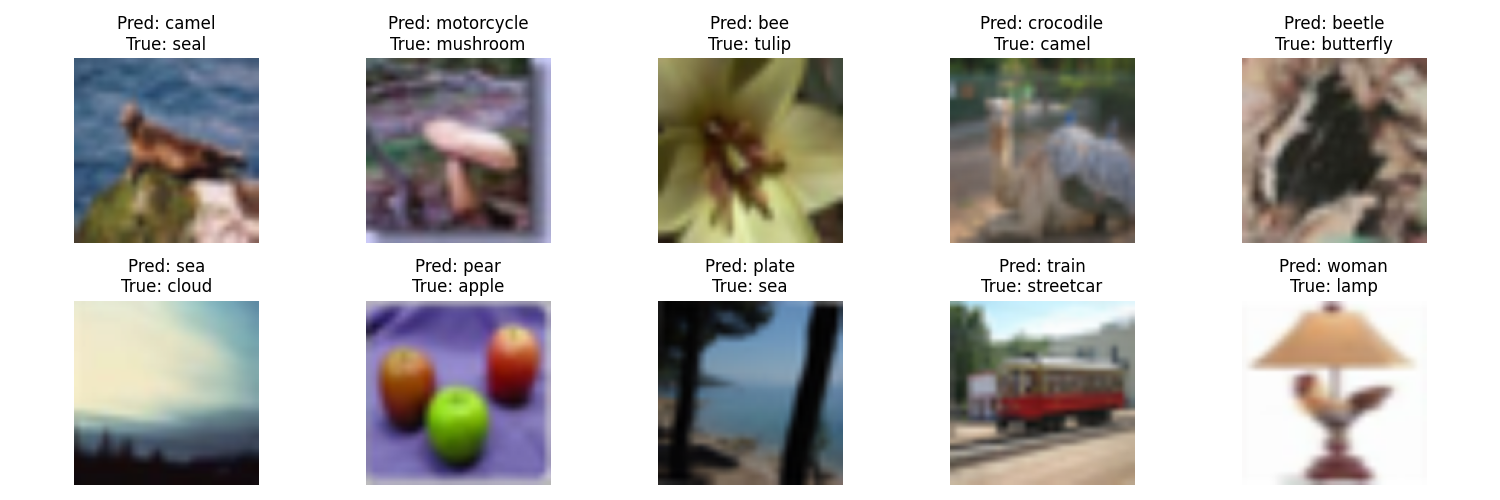 Pred: camel
True: seal
Pred: motorcycle
True: mushroom
Pred: bee
True: tulip
Pred: crocodile
True: camel
Pred: beetle
True: butterfly
Pred: sea
True: cloud
Pred: pear
True: apple
Pred: plate
True: sea
Pred: train
True: streetcar
Pred: woman
True: lamp